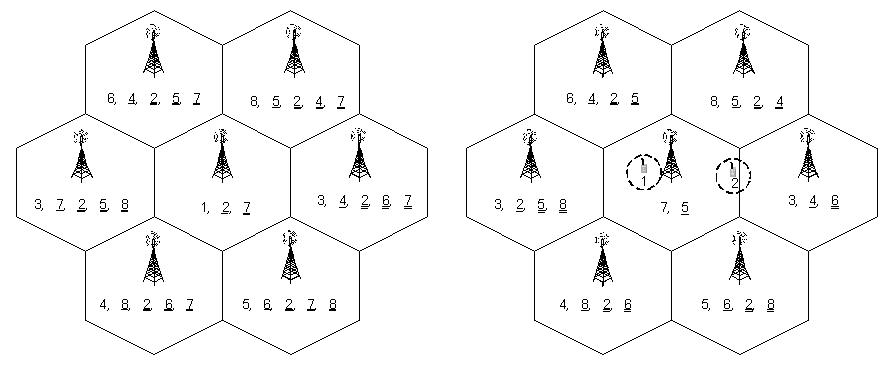 6, 4, 2, 5, 7
8, 5, 2, 4, 7
3, 7, 2, 5, 8
1, 2, 7
3, 4, 2, 6, 7
4, 8, 2, 6, 7
5, 6, 2, 7, 8
6, 4, 2, 5
8, 5, 2, 4
3, 2, 5, 8
1
7, 5
2
3, 4, 6
4, 8, 2, 6
5, 6, 2, 8